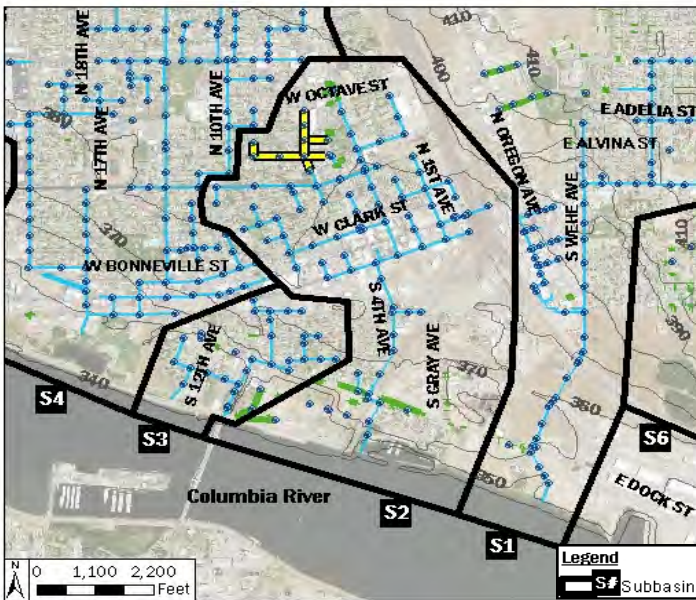 410
N 18TH AVE
400
410
W OCTAVE ST
E ADELIA ST
380
N 10TH AVE
N 17TH AVE
N OREGON AVE
E ALVINA ST
N 1ST AVE
S WEHE AVE
W CLARK ST
410
370
W BONNEVILLE ST
S 4TH AVE
390
S 12TH AVE
S GRAY AVE
370
340
380
S4
S3
S6
350
E DOCK ST
Columbia River
S2
S1
N
0 1,100 2,200
Feet
Legend
S# Subbasin